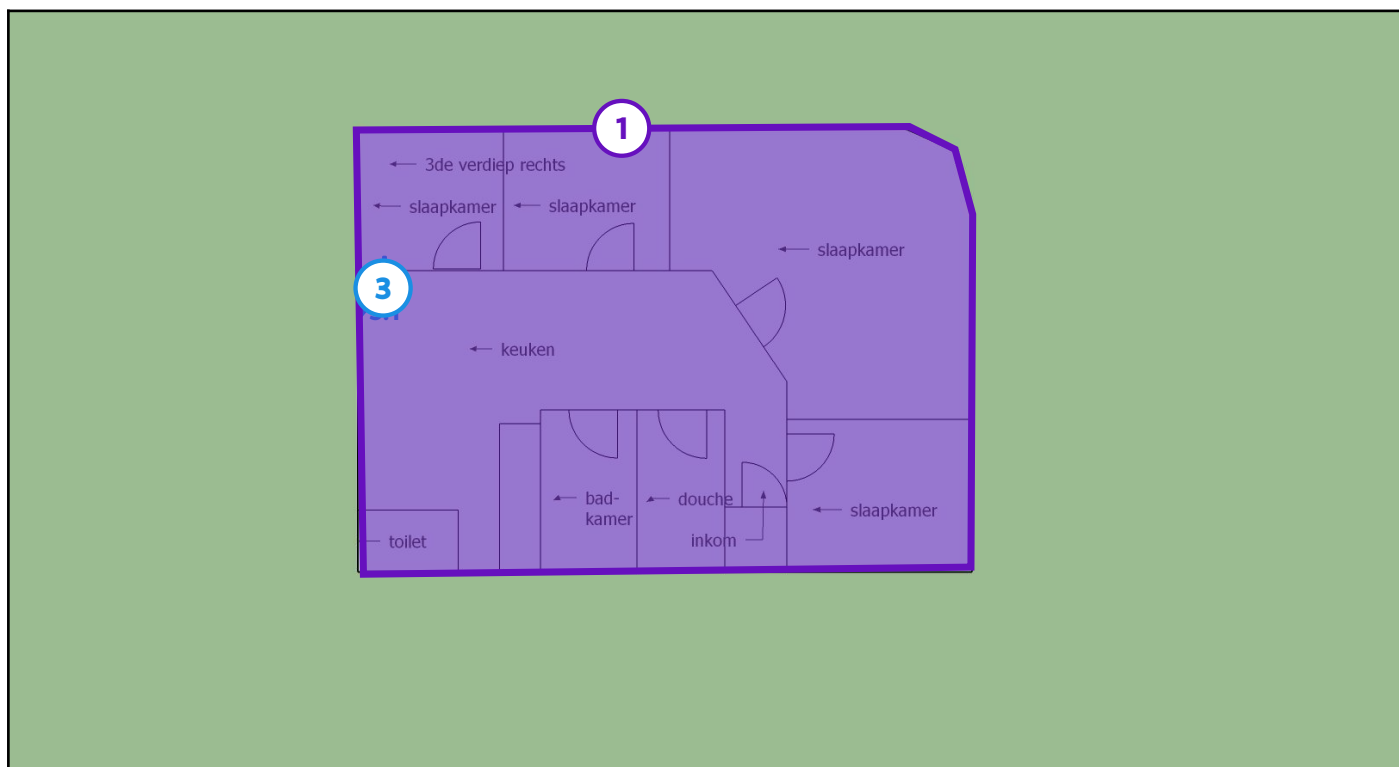 1
3de verdiep rechts
slaapkamer
slaapkamer
slaapkamer
3
keuken
bad-
kamer
douche
slaapkamer
inkom
toilet